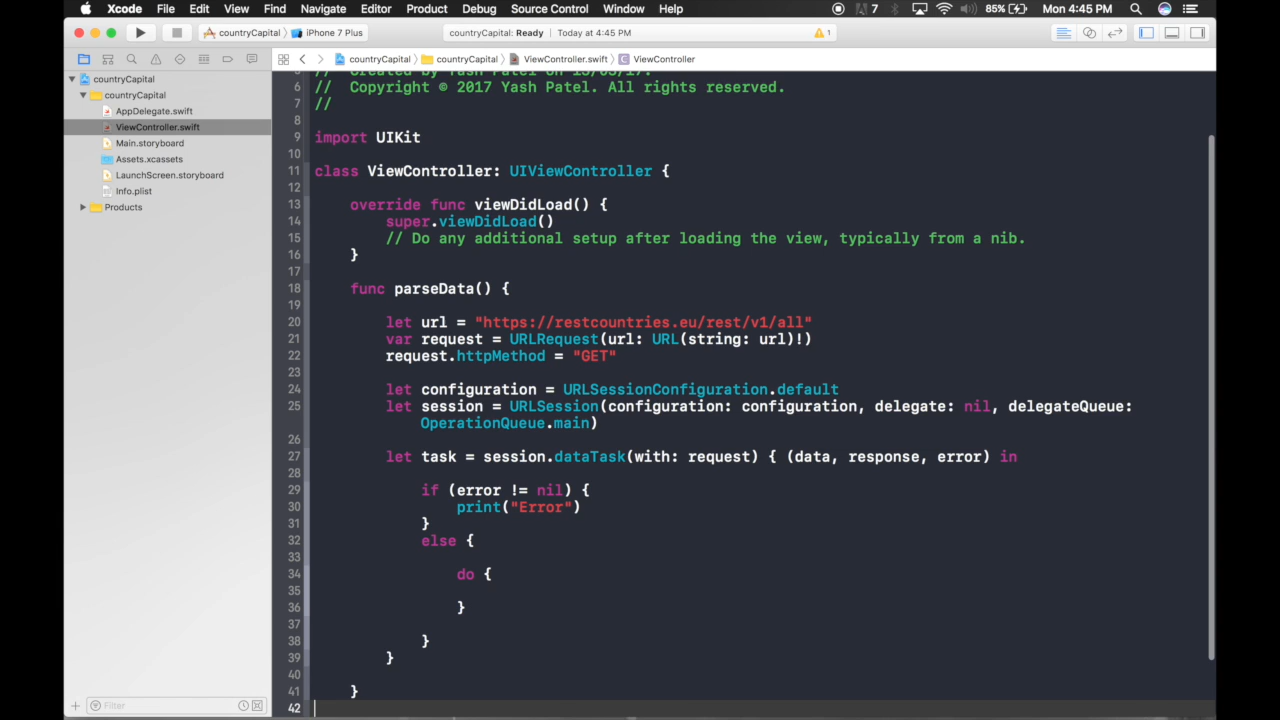 Xcode File Edit View Find Navigate Editor Product Debug Source Control Window Help 7 85% Mon 4:45 PM
countryCapital iPhone 7 Plus countryCapital: Ready Today at 4:45 PM 1
countryCapital countryCapital ViewController.swift ViewController
countryCapital
countryCapital
AppDelegate.swift
ViewController.swift
Main.storyboard
Assets.xcassets
LaunchScreen.storyboard
Info.plist
Products
Filter
// Created by Yash Patel on 13/03/17.
6 // Copyright © 2017 Yash Patel. All rights reserved.
7 //
8
9 import UIKit
10
11 class ViewController: UIViewController {
12
13 override func viewDidLoad() {
14 super.viewDidLoad()
15 // Do any additional setup after loading the view, typically from a nib.
16 }
17
18 func parseData() {
19
20 let url = "https://restcountries.eu/rest/v1/all"
21 var request = URLRequest(url: URL(string: url)!)
22 request.httpMethod = "GET"
23
24 let configuration = URLSessionConfiguration.default
25 let session = URLSession(configuration: configuration, delegate: nil, delegateQueue:
OperationQueue.main)
26
27 let task = session.dataTask(with: request) { (data, response, error) in
28
29 if (error != nil) {
30 print("Error")
31 }
32 else {
33
34 do {
35
36 }
37
38 }
39 }
40
41 }
42